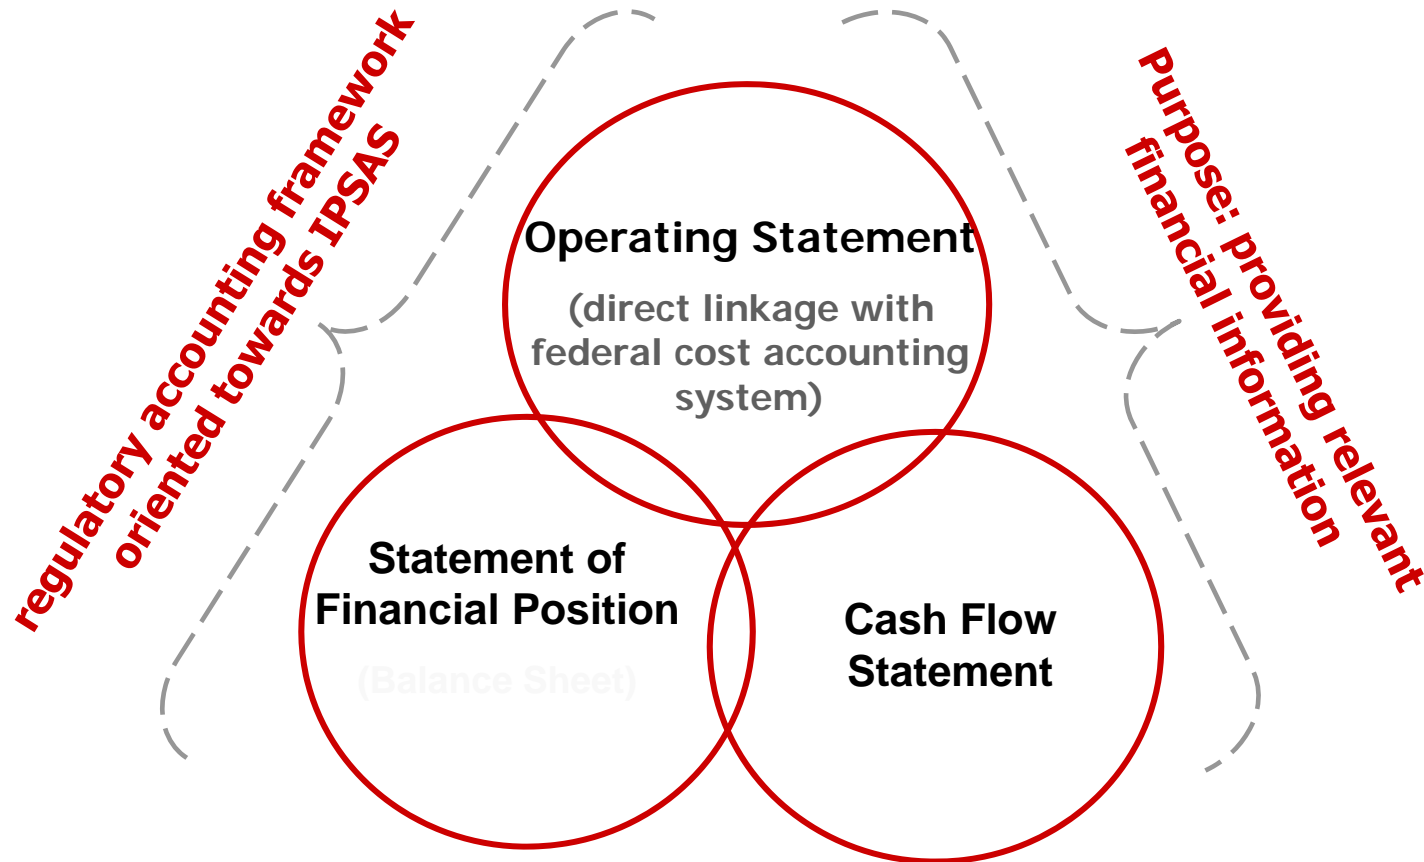 regulatory accounting framework
oriented towards IPSAS
Purpose: providing relevant
financial information
Operating Statement
(direct linkage with
federal cost accounting
system)
Statement of
Financial Position
(Balance Sheet)
Cash Flow
Statement